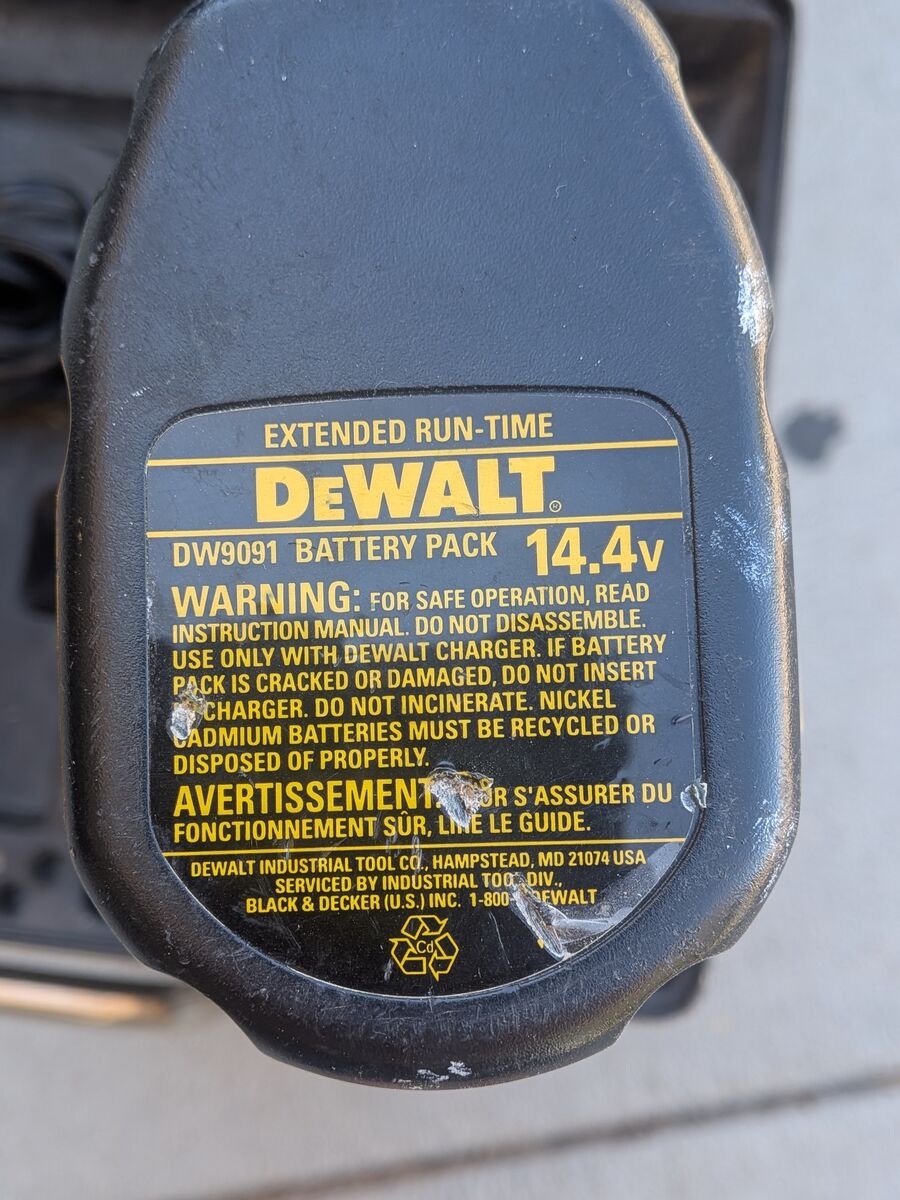 EXTENDED RUN-TIME
DEWALT®
DW9091 BATTERY PACK 14.4V
WARNING: FOR SAFE OPERATION, READ
INSTRUCTION MANUAL. DO NOT DISASSEMBLE.
USE ONLY WITH DEWALT CHARGER. IF BATTERY
PACK IS CRACKED OR DAMAGED, DO NOT INSERT
CHARGER. DO NOT INCINERATE. NICKEL
CADMIUM BATTERIES MUST BE RECYCLED OR
DISPOSED OF PROPERLY.
AVERTISSEMENT: S'ASSURER DU
FONCTIONNEMENT SÛR, LIRE LE GUIDE.
DEWALT INDUSTRIAL TOOL CO., HAMPSTEAD, MD 21074 USA
SERVICED BY INDUSTRIAL TOOL DIV.,
BLACK & DECKER (U.S.) INC. 1-800- DEWALT
Cd